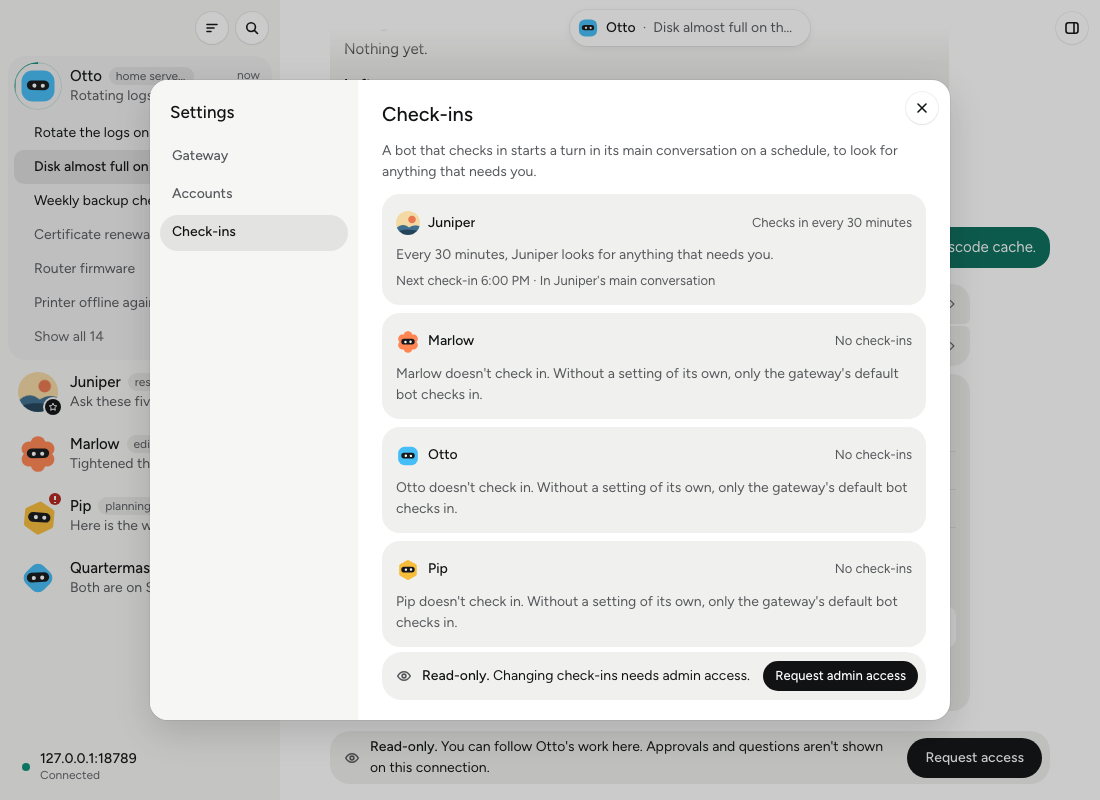 Otto · Disk almost full on th...
Nothing yet.
Otto home serve... now
Rotating logs
Rotate the logs on
Disk almost full on
Weekly backup che
Certificate renewa
Router firmware
Printer offline again
Show all 14
Juniper res
Ask these five
Marlow edi
Tightened th
Pip planning
Here is the w
Quartermas
Both are on S
127.0.0.1:18789
Connected
Settings
Gateway
Accounts
Check-ins
Check-ins
A bot that checks in starts a turn in its main conversation on a schedule, to look for
anything that needs you.
Juniper Checks in every 30 minutes
Every 30 minutes, Juniper looks for anything that needs you.
Next check-in 6:00 PM · In Juniper's main conversation
Marlow No check-ins
Marlow doesn't check in. Without a setting of its own, only the gateway's default
bot checks in.
Otto No check-ins
Otto doesn't check in. Without a setting of its own, only the gateway's default bot
checks in.
Pip No check-ins
Pip doesn't check in. Without a setting of its own, only the gateway's default bot
checks in.
Read-only. Changing check-ins needs admin access. Request admin access
scode cache.
Read-only. You can follow Otto's work here. Approvals and questions aren't shown
on this connection.
Request access